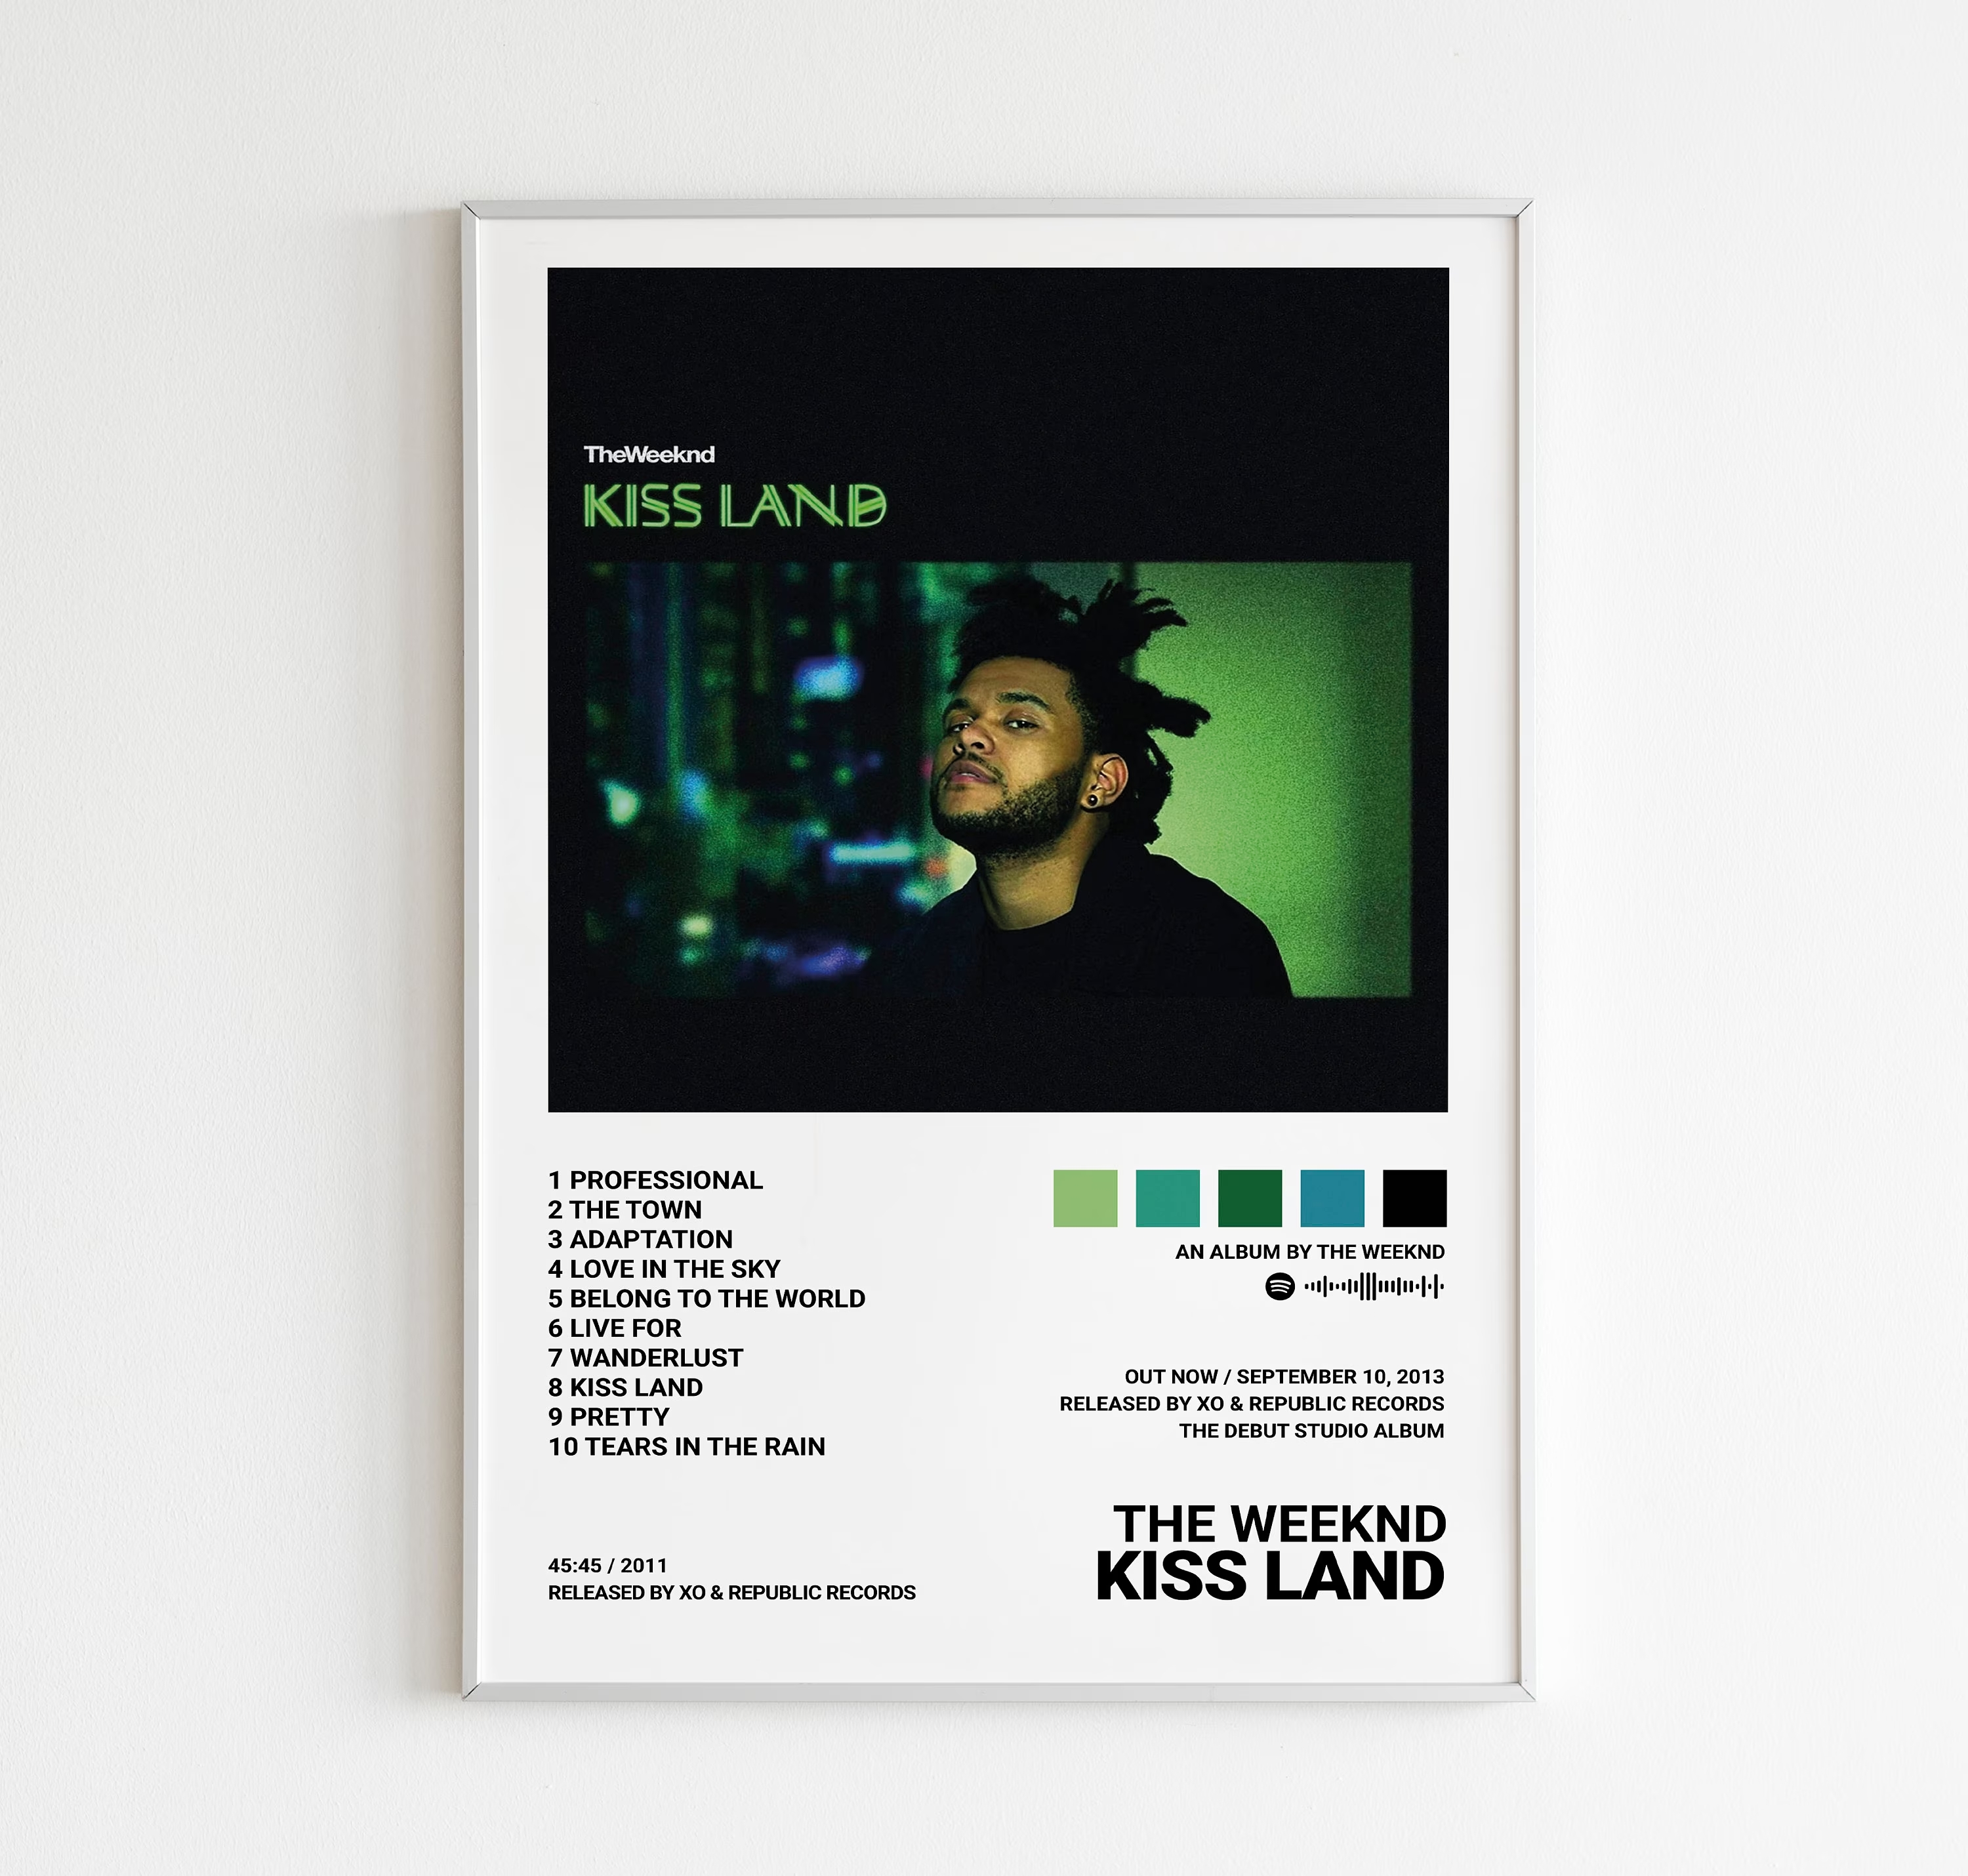 TheWeeknd
KISS LAND
1 PROFESSIONAL
2 THE TOWN
3 ADAPTATION
4 LOVE IN THE SKY
5 BELONG TO THE WORLD
6 LIVE FOR
7 WANDERLUST
8 KISS LAND
9 PRETTY
10 TEARS IN THE RAIN
45:45 / 2011
RELEASED BY XO & REPUBLIC RECORDS
AN ALBUM BY THE WEEKND
OUT NOW / SEPTEMBER 10, 2013
RELEASED BY XO & REPUBLIC RECORDS
THE DEBUT STUDIO ALBUM
THE WEEKND
KISS LAND